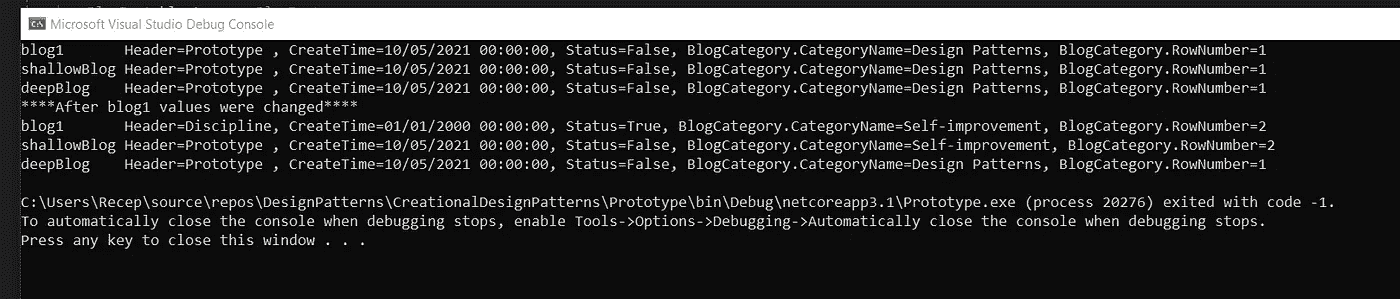 Microsoft Visual Studio Debug Console
blog1       Header=Prototype , CreateTime=10/05/2021 00:00:00, Status=False, BlogCategory.CategoryName=Design Patterns, BlogCategory.RowNumber=1
shallowBlog Header=Prototype , CreateTime=10/05/2021 00:00:00, Status=False, BlogCategory.CategoryName=Design Patterns, BlogCategory.RowNumber=1
deepBlog    Header=Prototype , CreateTime=10/05/2021 00:00:00, Status=False, BlogCategory.CategoryName=Design Patterns, BlogCategory.RowNumber=1
****After blog1 values were changed****
blog1       Header=Discipline, CreateTime=01/01/2000 00:00:00, Status=True, BlogCategory.CategoryName=Self-improvement, BlogCategory.RowNumber=2
shallowBlog Header=Prototype , CreateTime=10/05/2021 00:00:00, Status=False, BlogCategory.CategoryName=Self-improvement, BlogCategory.RowNumber=2
deepBlog    Header=Prototype , CreateTime=10/05/2021 00:00:00, Status=False, BlogCategory.CategoryName=Design Patterns, BlogCategory.RowNumber=1
C:\Users\Recep\source\repos\DesignPatterns\CreationalDesignPatterns\Prototype\bin\Debug\netcoreapp3.1\Prototype.exe (process 20276) exited with code -1.
To automatically close the console when debugging stops, enable Tools->Options->Debugging->Automatically close the console when debugging stops.
Press any key to close this window . . .